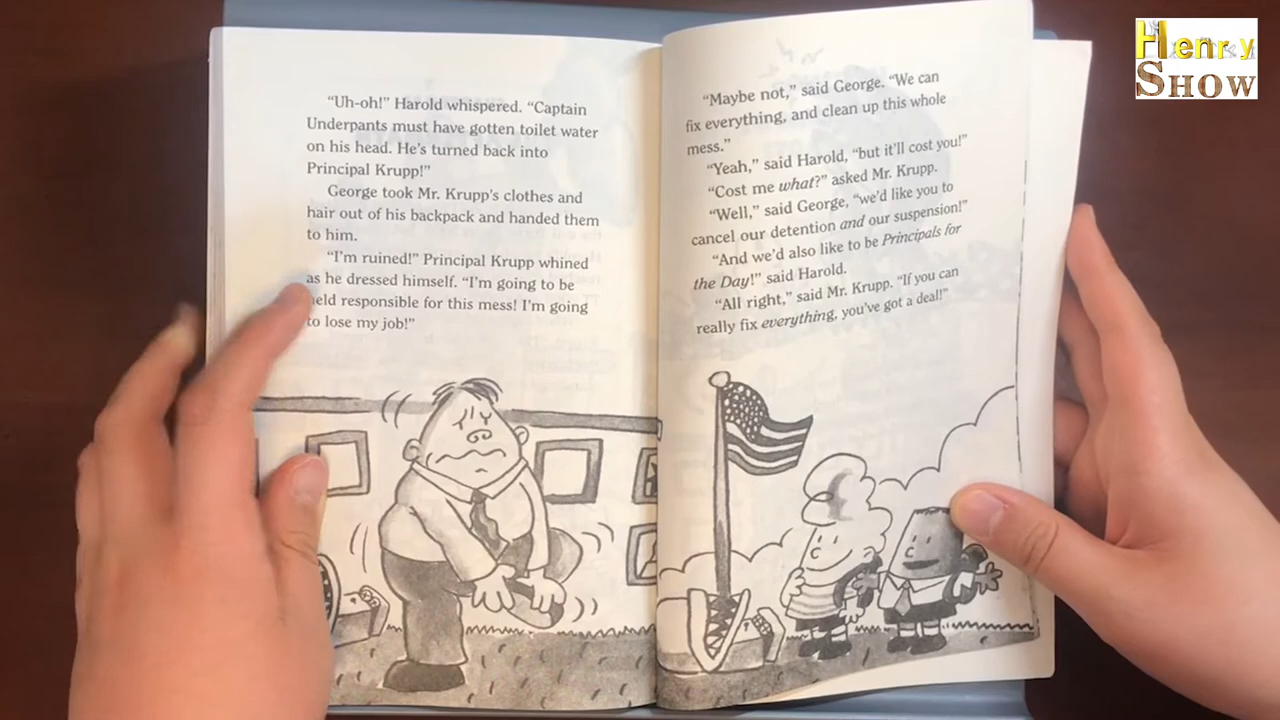 "Uh-oh!" Harold whispered. "Captain
Underpants must have gotten toilet water
on his head. He's turned back into
Principal Krupp!"
George took Mr. Krupp's clothes and
hair out of his backpack and handed them
to him.
"I'm ruined!" Principal Krupp whined
as he dressed himself. "I'm going to be
held responsible for this mess! I'm going
to lose my job!"
"Maybe not," said George. "We can
fix everything, and clean up this whole
mess."
"Yeah," said Harold, "but it'll cost you!"
"Cost me what?" asked Mr. Krupp.
"Well," said George, "we'd like you to
cancel our detention and our suspension!"
"And we'd also like to be Principals for
the Day!" said Harold.
"All right," said Mr. Krupp. "If you can
really fix everything, you've got a deal!"
Henry
SHOW